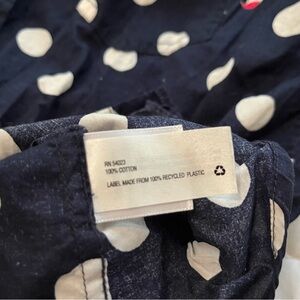 RN 54023
100% COTTON
LABEL MADE FROM 100% RECYCLED PLASTIC